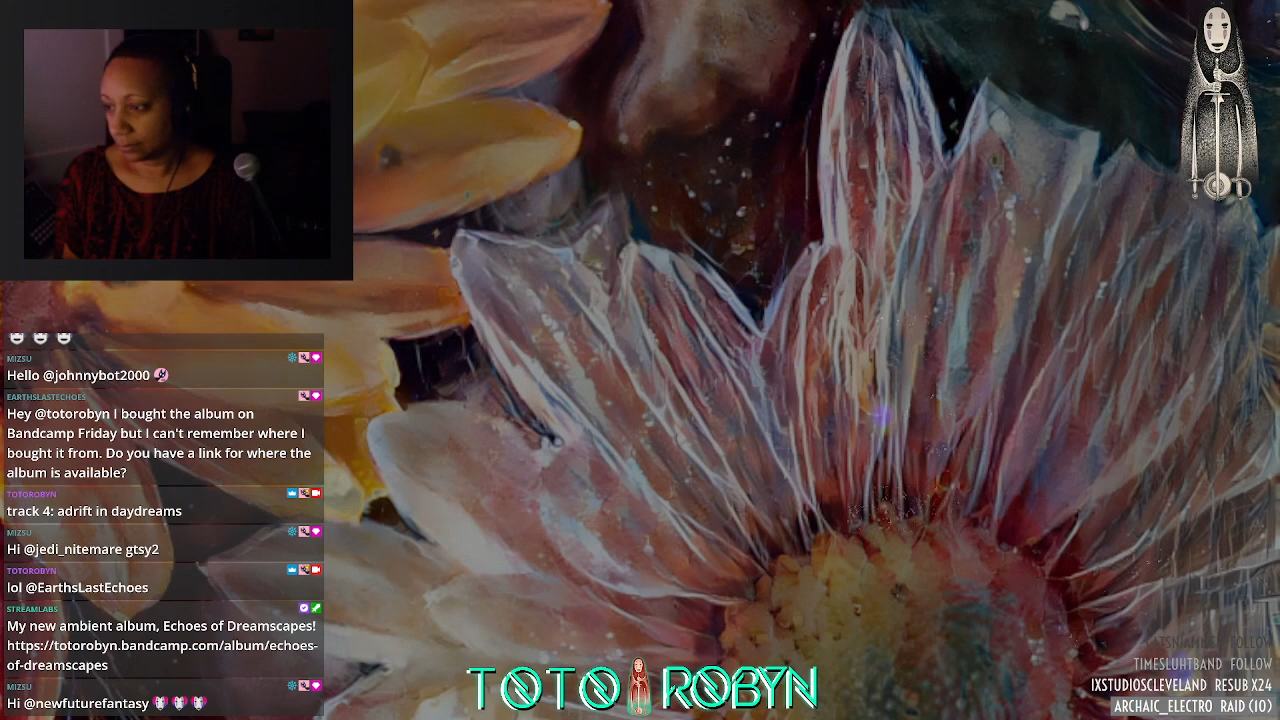 MIZSU
Hello @johnnybot2000
EARTHSLASTECHOES
Hey @totorobyn I bought the album on
Bandcamp Friday but I can't remember where I
bought it from. Do you have a link for where the
album is available?
TOTOROBYN
track 4: adrift in daydreams
MIZSU
Hi @jedi_nitemare gtsy2
TOTOROBYN
lol @EarthsLastEchoes
STREAMLABS
My new ambient album, Echoes of Dreamscapes!
https://totorobyn.bandcamp.com/album/echoes-
of-dreamscapes
MIZSU
Hi @newfuturefantasy
TOTO ROBYN
FOLLOW
TIMESLUHTBAND FOLLOW
IXSTUDIOSCLEVELAND RESUB X24
ARCHAIC_ELECTRO RAID (10)